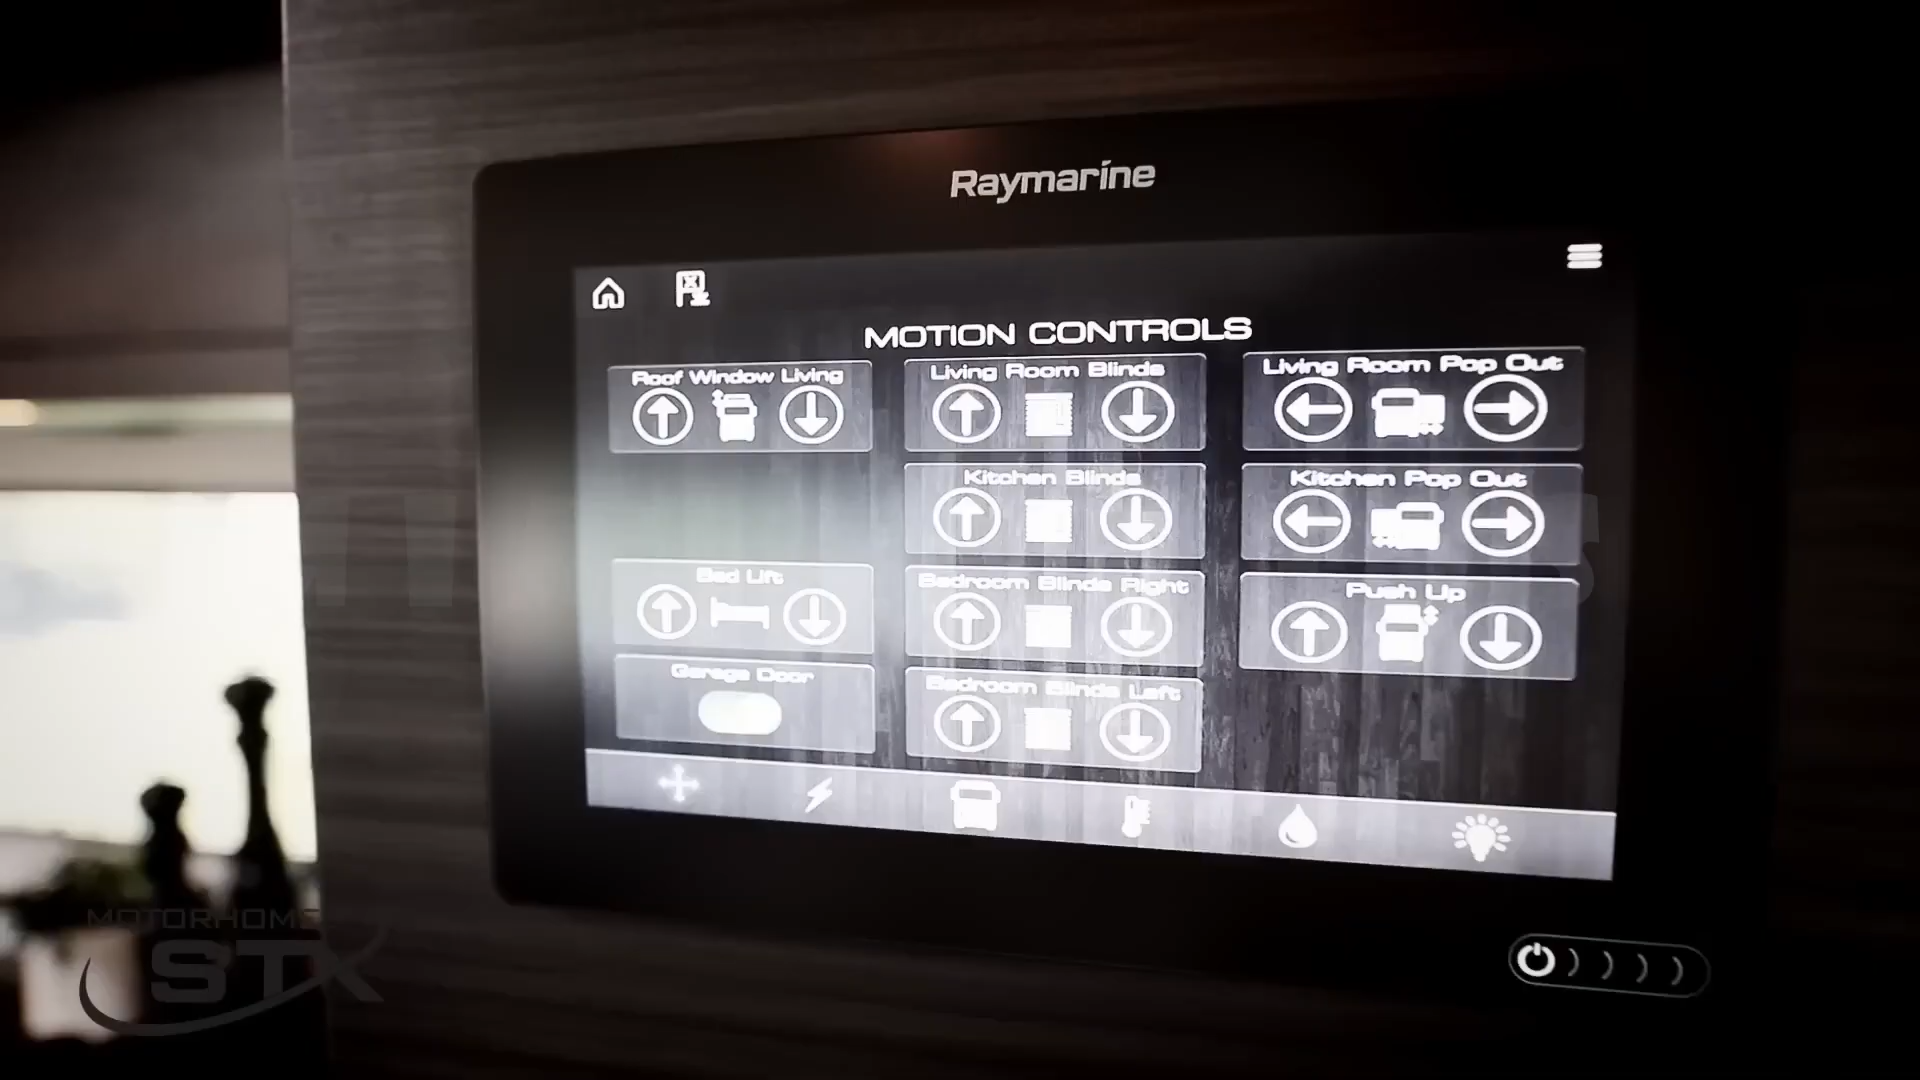 Raymarine
MOTION CONTROLS
Roof Window Living
Living Room Blinds
Living Room Pop Out
Kitchen Blinds
Kitchen Pop Out
Bed Lift
Bedroom Blinds Right
Push Up
Garage Door
Bedroom Blinds Left
MOTORHOME
STX